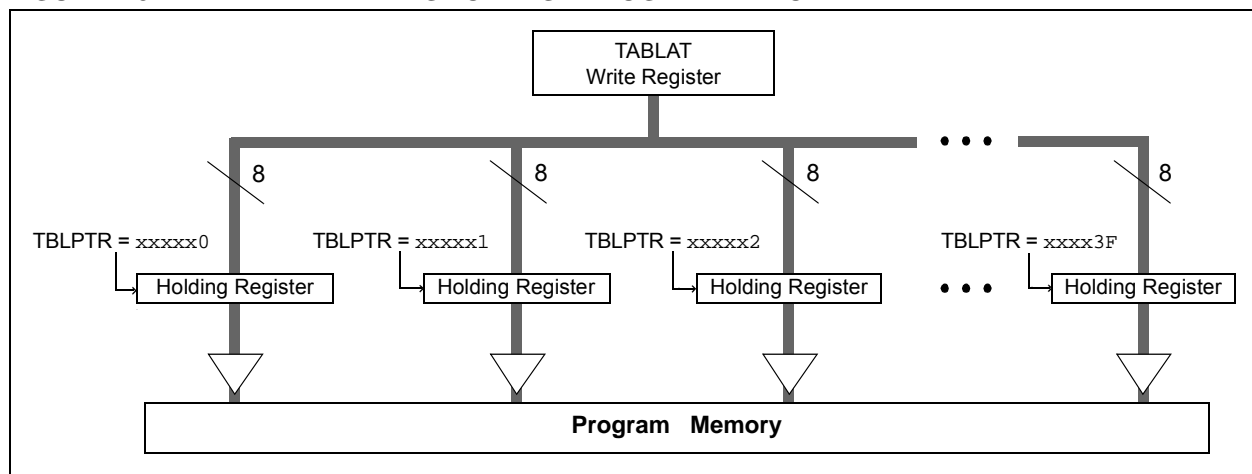 TABLAT
Write Register
8 8 8 8
TBLPTR = xxxxx0 TBLPTR = xxxxx1 TBLPTR = xxxxx2 TBLPTR = xxxx3F
Holding Register Holding Register Holding Register Holding Register
Program Memory